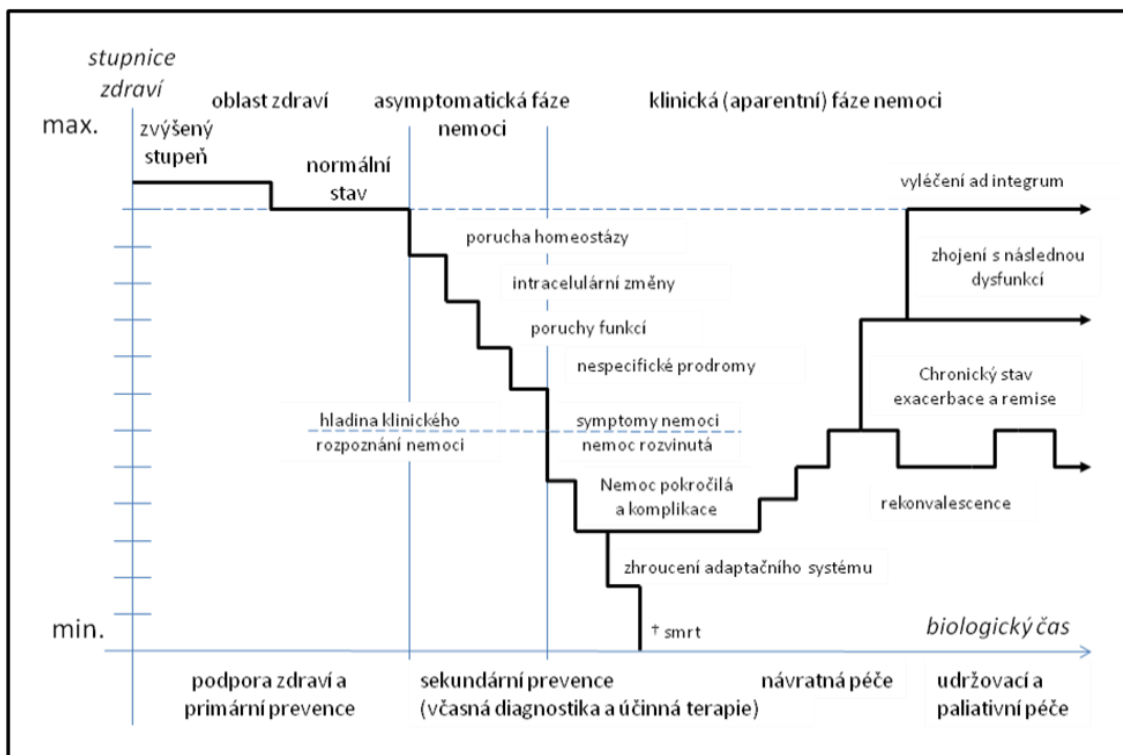 stupnice
zdraví
oblast zdraví
asymptomatická fáze
nemoci
klinická (aparentní) fáze nemoci
max.
zvýšený
stupeň
normální
stav
vyléčení ad integrum
porucha homeostázy
zhojení s následnou
dysfunkcí
intracelulární změny
poruchy funkcí
nespecifické prodromy
Chronický stav
exacerbace a remise
hladina klinického
rozpoznání nemoci
symptomy nemoci
nemoc rozvinutá
Nemoc pokročilá
a komplikace
rekonvalescence
zhroucení adaptačního systému
min.
† smrt
biologický čas
podpora zdraví a
primární prevence
sekundární prevence
(včasná diagnostika a účinná terapie)
návratná péče
udržovací a
paliativní péče